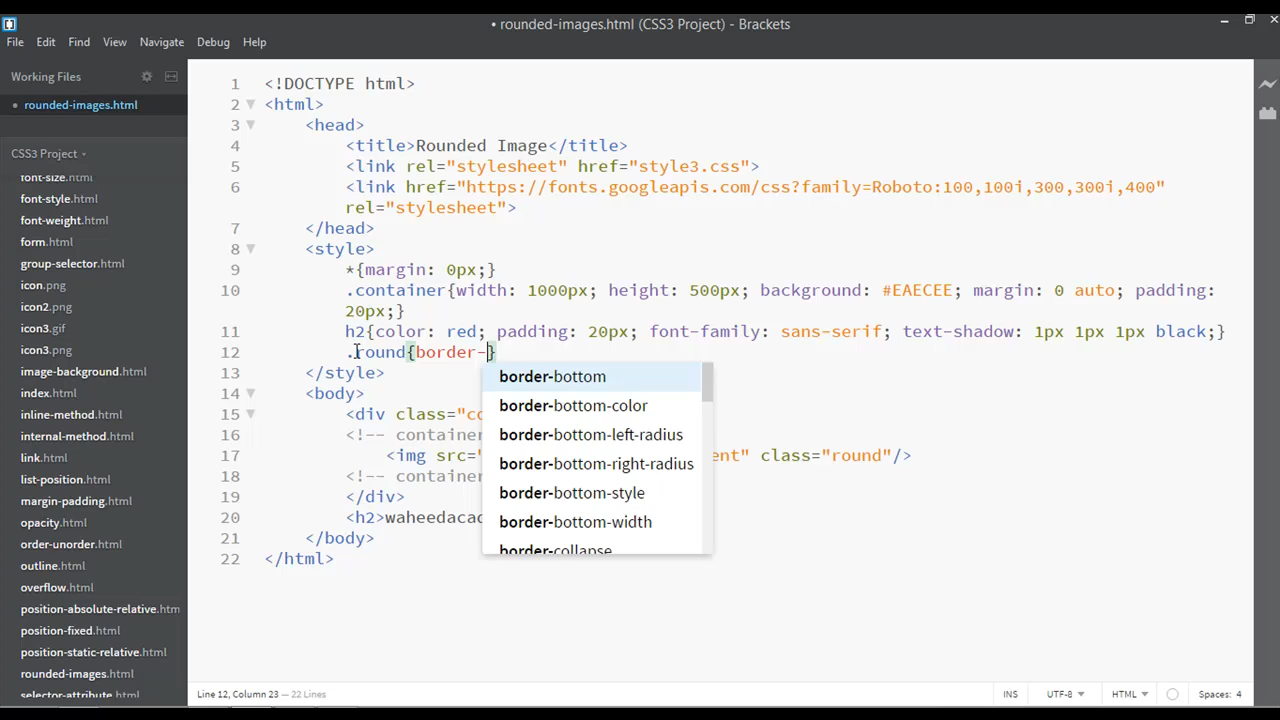 • rounded-images.html (CSS3 Project) - Brackets
File Edit Find View Navigate Debug Help
Working Files
• rounded-images.html
CSS3 Project
font-size.html
font-style.html
font-weight.html
form.html
group-selector.html
icon.png
icon2.png
icon3.gif
icon3.png
image-background.html
index.html
inline-method.html
internal-method.html
link.html
list-position.html
margin-padding.html
opacity.html
order-unorder.html
outline.html
overflow.html
position-absolute-relative.htm
position-fixed.html
position-static-relative.html
rounded-images.html
selector-attribute.html
1 <!DOCTYPE html>
2 <html>
3 <head>
4 <title>Rounded Image</title>
5 <link rel="stylesheet" href="style3.css">
6 <link href="https://fonts.googleapis.com/css?family=Roboto:100,100i,300,300i,400"
rel="stylesheet">
7 </head>
8 <style>
9 *{margin: 0px;}
10 .container{width: 1000px; height: 500px; background: #EAECEE; margin: 0 auto; padding:
20px;}
11 h2{color: red; padding: 20px; font-family: sans-serif; text-shadow: 1px 1px 1px black;}
12 .round{border-}
13 </style>
14 <body>
15 <div class="co
16 <!-- container
17 <img src=" ent" class="round"/>
18 <!-- container
19 </div>
20 <h2>waheedacad
21 </body>
22 </html>
border-bottom
border-bottom-color
border-bottom-left-radius
border-bottom-right-radius
border-bottom-style
border-bottom-width
border-collapse
Line 12, Column 23 — 22 Lines
INS UTF-8 HTML Spaces: 4